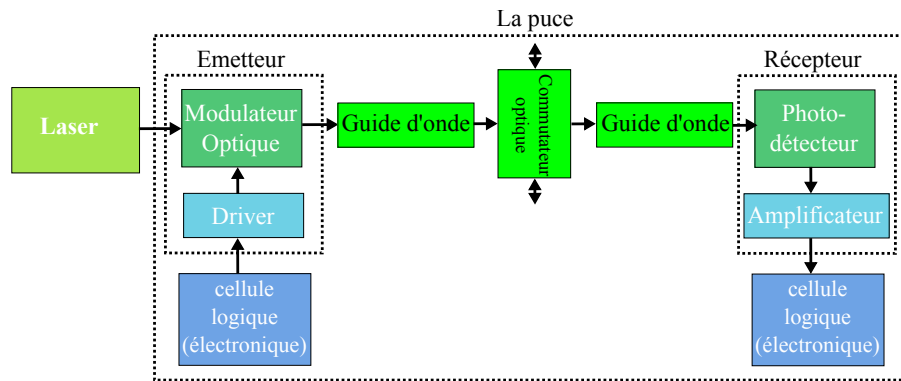 La puce
Emetteur
Récepteur
Laser
Modulateur
Optique
Guide d'onde
Commutateur
optique
Guide d'onde
Photo-
détecteur
Driver
Amplificateur
cellule
logique
(électronique)
cellule
logique
(électronique)